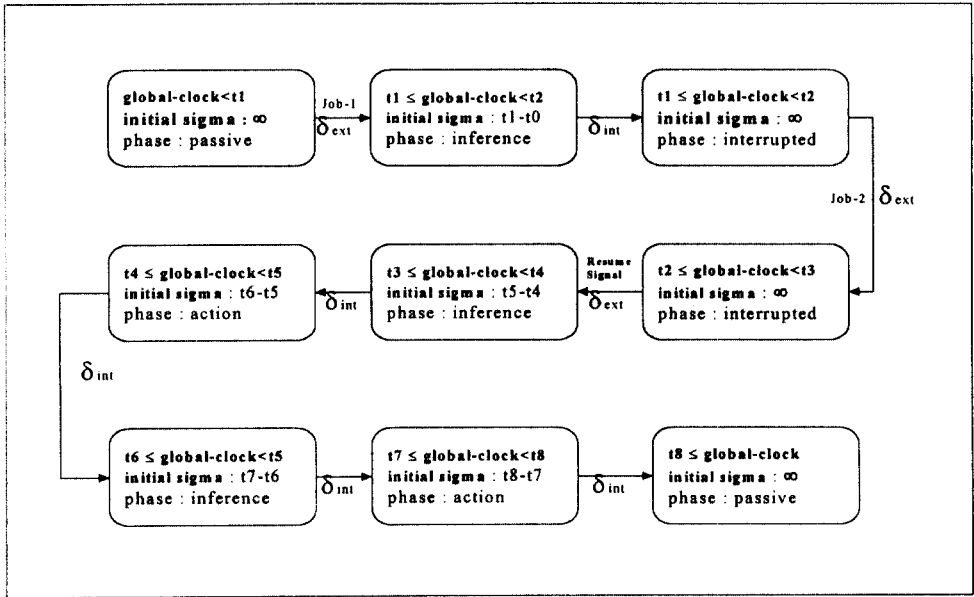 global-clock<t1
initial sigma : ∞
phase : passive
Job-1
δext
t1 ≤ global-clock<t2
initial sigma : t1-t0
phase : inference
δint
t1 ≤ global-clock<t2
initial sigma : ∞
phase : interrupted
Job-2 δext
t4 ≤ global-clock<t5
initial sigma : t6-t5
phase : action
δint
t3 ≤ global-clock<t4
initial sigma : t5-t4
phase : inference
Resume
Signal
δext
t2 ≤ global-clock<t3
initial sigma : ∞
phase : interrupted
δint
t6 ≤ global-clock<t5
initial sigma : t7-t6
phase : inference
δint
t7 ≤ global-clock<t8
initial sigma : t8-t7
phase : action
δint
t8 ≤ global-clock
initial sigma : ∞
phase : passive